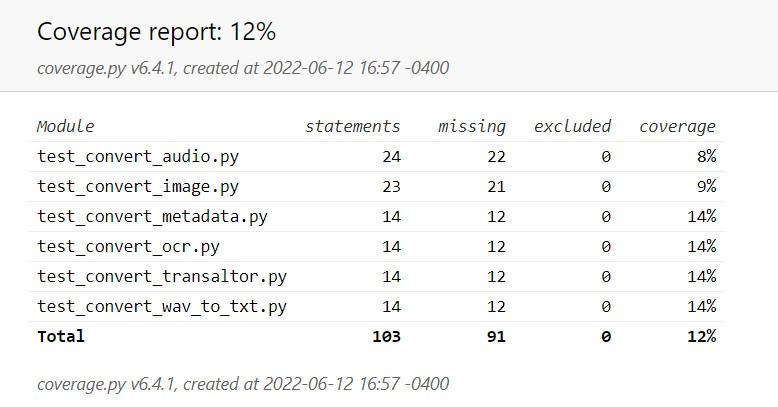 Coverage report: 12%
coverage.py v6.4.1, created at 2022-06-12 16:57 -0400
Module statements missing excluded coverage
test_convert_audio.py 24 22 0 8%
test_convert_image.py 23 21 0 9%
test_convert_metadata.py 14 12 0 14%
test_convert_ocr.py 14 12 0 14%
test_convert_transaltor.py 14 12 0 14%
test_convert_wav_to_txt.py 14 12 0 14%
Total 103 91 0 12%
coverage.py v6.4.1, created at 2022-06-12 16:57 -0400